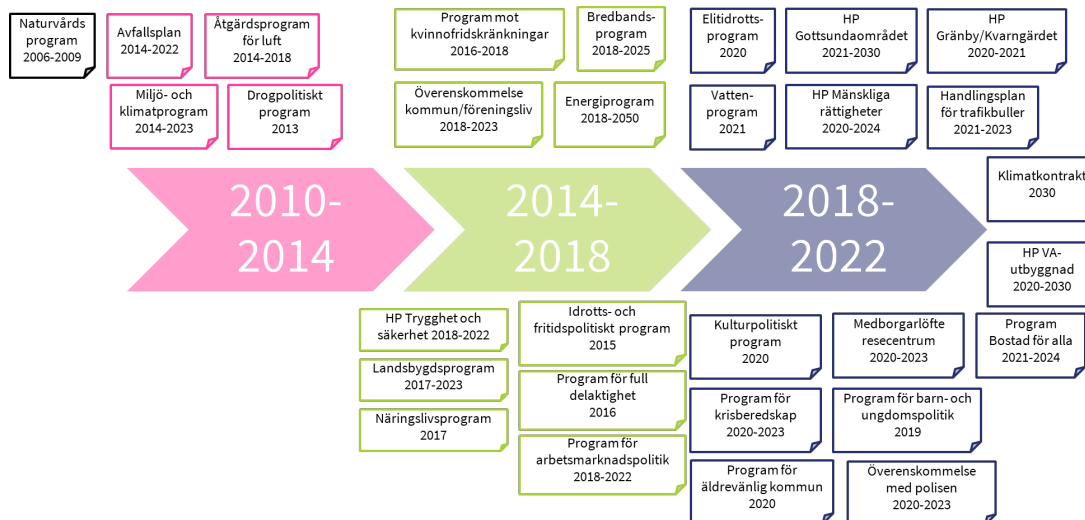 Naturvårds
program
2006-2009
Avfallsplan
2014-2022
Åtgärdsprogram
för luft
2014-2018
Miljö- och
klimatprogram
2014-2023
Drogpolitiskt
program
2013
Program mot
kvinnofridskränkningar
2016-2018
Bredbands-
program
2018-2025
Överenskommelse
kommun/föreningsliv
2018-2023
Energiprogram
2018-2050
Elitidrotts-
program
2020
HP
Gottsundaområdet
2021-2030
HP
Gränby/Kvarngärdet
2020-2021
Vatten-
program
2021
HP Mänskliga
rättigheter
2020-2024
Handlingsplan
för trafikbuller
2021-2023
2010-
2014
2014-
2018
2018-
2022
Klimatkontrakt
2030
HP VA-
utbyggnad
2020-2030
HP Trygghet och
säkerhet 2018-2022
Landsbygdsprogram
2017-2023
Näringslivsprogram
2017
Idrotts- och
fritidspolitiskt program
2015
Program för full
delaktighet
2016
Program för
arbetsmarknadspolitik
2018-2022
Kulturpolitiskt
program
2020
Medborgarlöfte
resecentrum
2020-2023
Program
Bostad för alla
2021-2024
Program för
krisberedskap
2020-2023
Program för barn- och
ungdomspolitik
2019
Program för
äldrevänlig kommun
2020
Överenskommelse
med polisen
2020-2023